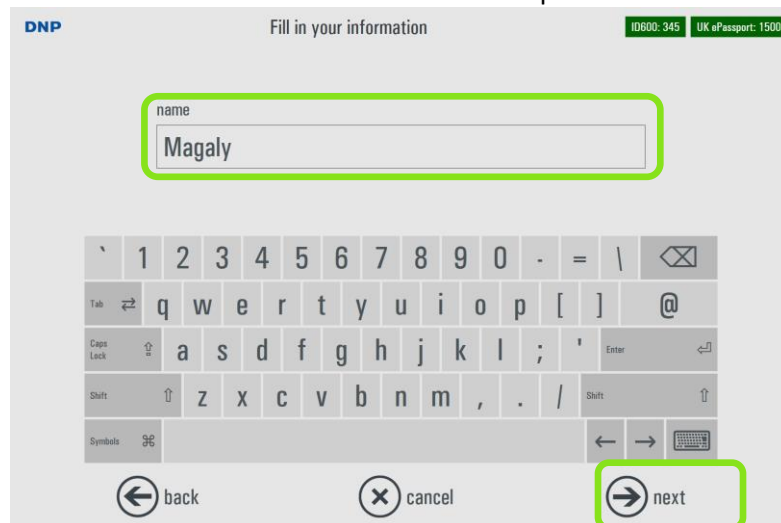 DNP Fill in your information ID600: 345 UK ePassport: 1500
name
Magaly
` 1 2 3 4 5 6 7 8 9 0 - = \
Tab q w e r t y u i o p [ ] @
Caps Lock a s d f g h j k l ; ' Enter
Shift z x c v b n m , . / Shift
Symbols
back cancel next